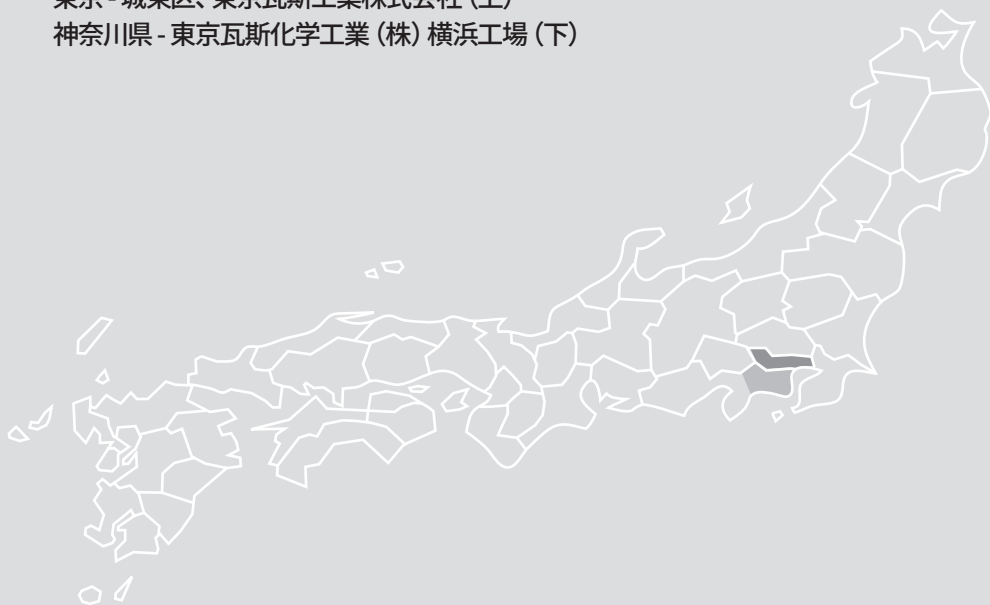 東京 - 城東区、東京瓦斯工業株式会社 (上)
神奈川県 - 東京瓦斯化学工業 (株) 横浜工場 (下)